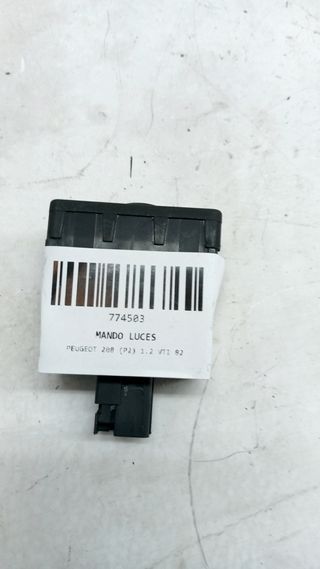 774503
MANDO LUCES
PEUGEOT 208 (P2) 1.2 VTI 82